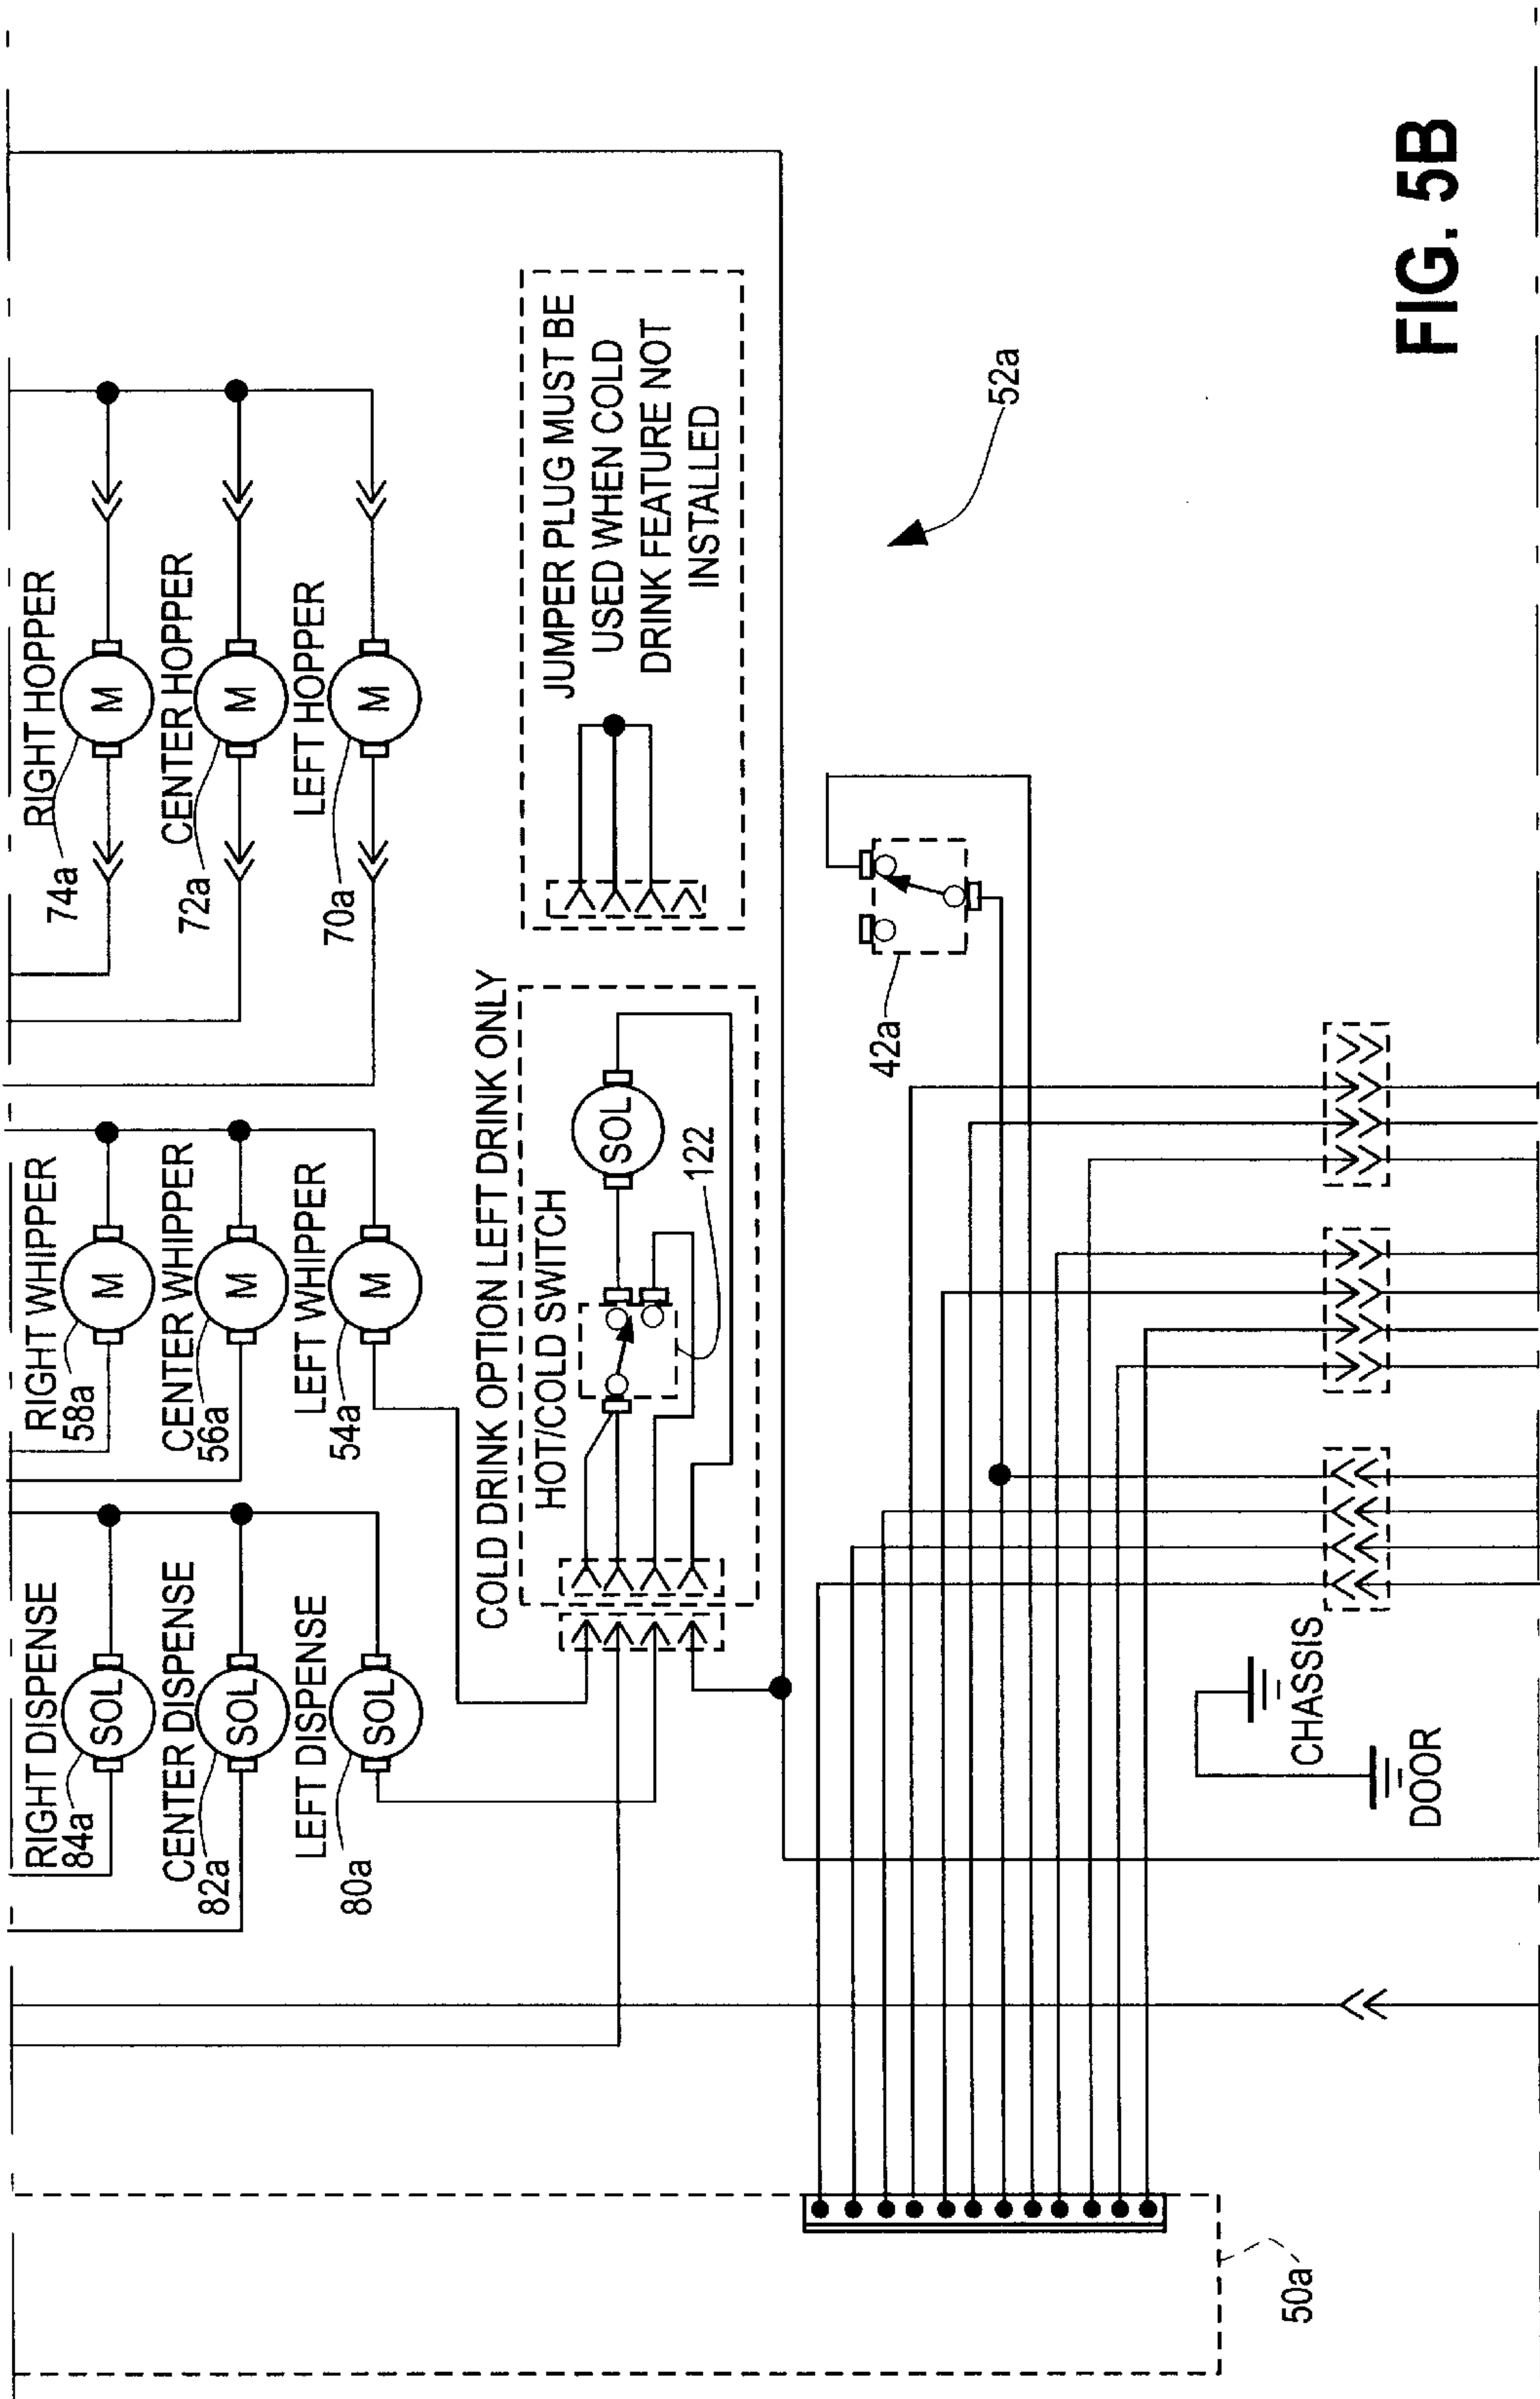 RIGHT DISPENSE
84a
SOL
CENTER DISPENSE
82a
SOL
LEFT DISPENSE
80a
SOL
RIGHT WHIPPER
58a
M
CENTER WHIPPER
56a
M
LEFT WHIPPER
54a
M
RIGHT HOPPER
74a
M
CENTER HOPPER
72a
M
LEFT HOPPER
70a
M
COLD DRINK OPTION LEFT DRINK ONLY
HOT/COLD SWITCH
SOL
122
JUMPER PLUG MUST BE
USED WHEN COLD
DRINK FEATURE NOT
INSTALLED
42a
52a
CHASSIS
DOOR
50a
FIG. 5B